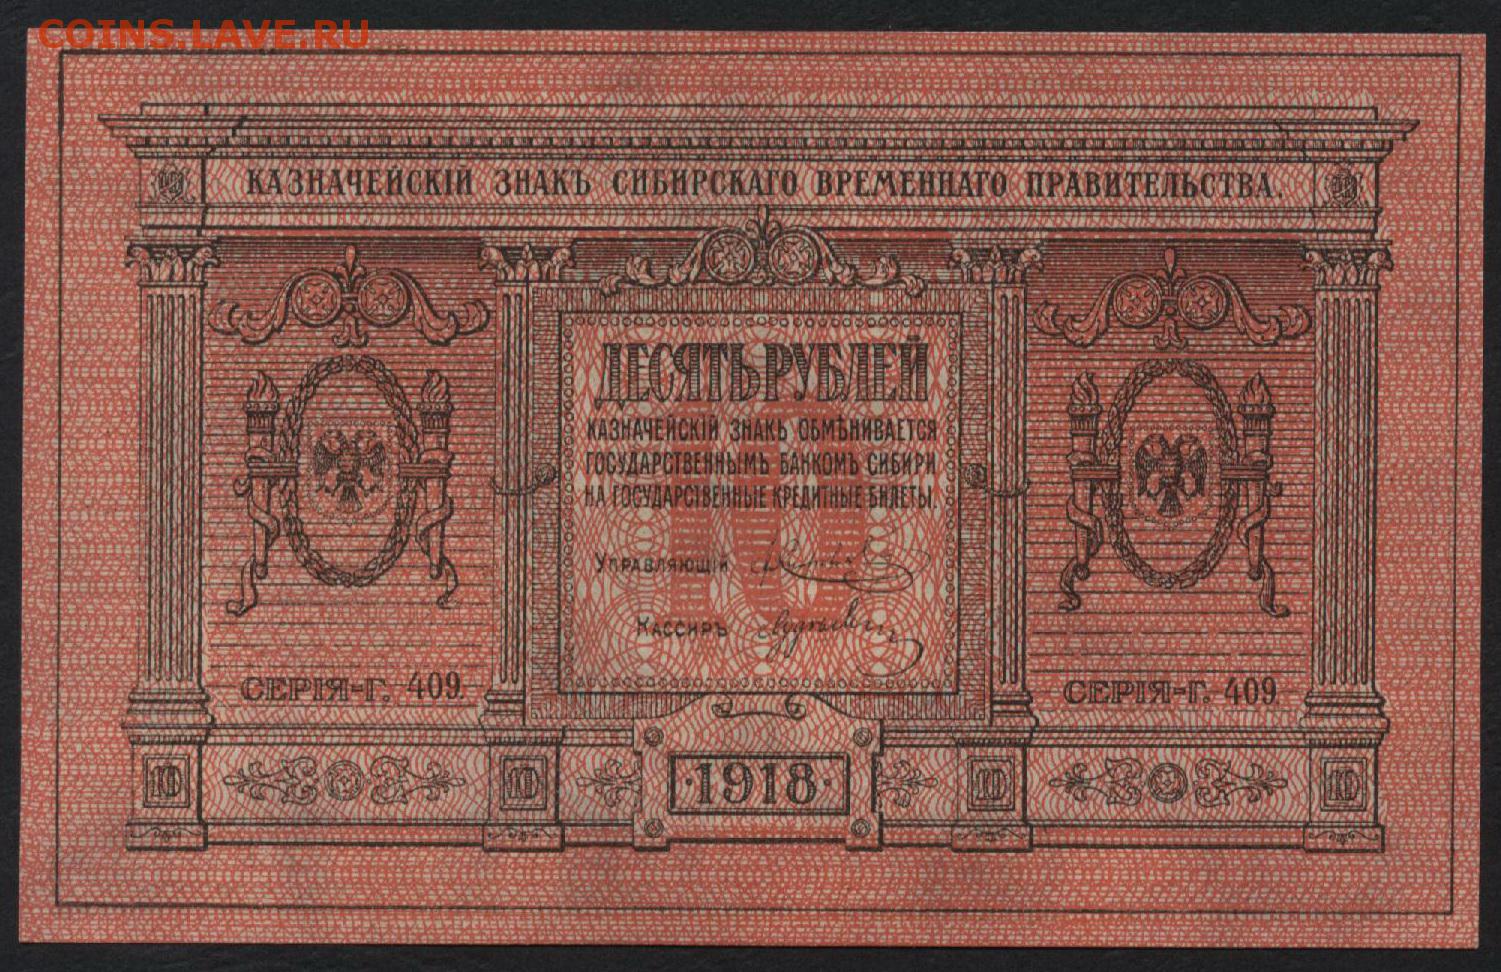 COINS.LAVE.RU
КАЗНАЧЕЙСКІЙ ЗНАКЪ СИБИРСКАГО ВРЕМЕННАГО ПРАВИТЕЛЬСТВА.
ДЕСЯТЬ РУБЛЕЙ
КАЗНАЧЕЙСКІЙ ЗНАКЪ ОБМѢНИВАЕТСЯ
ГОСУДАРСТВЕННЫМЪ БАНКОМЪ СИБИРИ
НА ГОСУДАРСТВЕННЫЕ КРЕДИТНЫЕ БИЛЕТЫ.
10
УПРАВЛЯЮЩІЙ
КАССИРЪ
СЕРІЯ-Г. 409
СЕРІЯ-Г. 409
10
10
·1918·
10
10